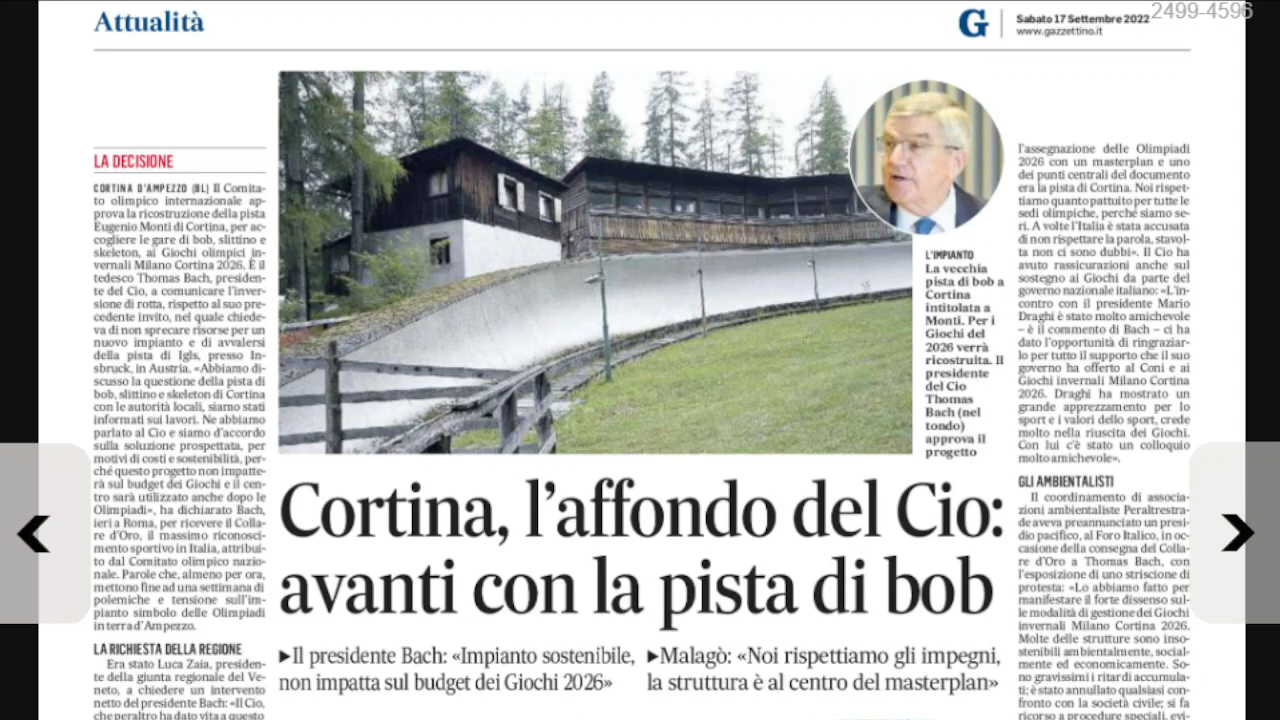 Attualità
G
Sabato 17 Settembre 2022
www.gazzettino.it
2499-4596
LA DECISIONE
CORTINA D'AMPEZZO (BL) Il Comita-
to olimpico internazionale ap-
prova la ricostruzione della pista
Eugenio Monti di Cortina, per ac-
cogliere le gare di bob, slittino e
skeleton, ai Giochi olimpici in-
vernali Milano Cortina 2026. È il
tedesco Thomas Bach, presiden-
te del Cio, a comunicare l'inver-
sione di rotta, rispetto al suo pre-
cedente invito, nel quale chiede-
va di non sprecare risorse per un
nuovo impianto e di avvalersi
della pista di Igls, presso In-
sbruck, in Austria. «Abbiamo di-
scusso la questione della pista di
bob, slittino e skeleton di Cortina
con le autorità locali, siamo stati
informati sui lavori. Ne abbiamo
parlato al Cio e siamo d'accordo
sulla soluzione prospettata, per
motivi di costi e sostenibilità, per-
ché questo progetto non impatte-
rà sul budget dei Giochi e il cen-
tro sarà utilizzato anche dopo le
Olimpiadi», ha dichiarato Bach,
ieri a Roma, per ricevere il Colla-
re d'Oro, il massimo riconosci-
mento sportivo in Italia, attribui-
to dal Comitato olimpico nazio-
nale. Parole che, almeno per ora,
mettono fine ad una settimana di
polemiche e tensione sull'im-
pianto simbolo delle Olimpiadi
in terra d'Ampezzo.
LA RICHIESTA DELLA REGIONE
Era stato Luca Zaia, presiden-
te della giunta regionale del Ve-
neto, a chiedere un intervento
netto del presidente Bach: «Il Cio,
che peraltro ha dato vita a questo
L'IMPIANTO
La vecchia
pista di bob a
Cortina
intitolata a
Monti. Per i
Giochi del
2026 verrà
ricostruita. Il
presidente
del Cio
Thomas
Bach (nel
tondo)
approva il
progetto
Cortina, l'affondo del Cio:
avanti con la pista di bob
▶Il presidente Bach: «Impianto sostenibile,
non impatta sul budget dei Giochi 2026»
▶Malagò: «Noi rispettiamo gli impegni,
la struttura è al centro del masterplan»
l'assegnazione delle Olimpiadi
2026 con un masterplan e uno
dei punti centrali del documento
era la pista di Cortina. Noi rispet-
tiamo quanto pattuito per tutte le
sedi olimpiche, perché siamo se-
ri. A volte l'Italia è stata accusata
di non rispettare la parola, stavol-
ta non ci sono dubbi». Il Cio ha
avuto rassicurazioni anche sul
sostegno ai Giochi da parte del
governo nazionale italiano: «L'in-
contro con il presidente Mario
Draghi è stato molto amichevole
– è il commento di Bach – ci ha
dato l'opportunità di ringraziar-
lo per tutto il supporto che il suo
governo ha offerto al Coni e ai
Giochi invernali Milano Cortina
2026. Draghi ha mostrato un
grande apprezzamento per lo
sport e i valori dello sport, crede
molto nella riuscita dei Giochi.
Con lui c'è stato un colloquio
molto amichevole».
GLI AMBIENTALISTI
Il coordinamento di associa-
zioni ambientaliste Peraltrestra-
de aveva preannunciato un presi-
dio pacifico, al Foro Italico, in oc-
casione della consegna del Colla-
re d'Oro a Thomas Bach, con
l'esposizione di uno striscione di
protesta: «Lo abbiamo fatto per
manifestare il forte dissenso sul-
le modalità di gestione dei Giochi
invernali Milano Cortina 2026.
Molte delle strutture sono inso-
stenibili ambientalmente, social-
mente ed economicamente. So-
no gravissimi i ritardi accumula-
ti; è stato annullato qualsiasi con-
fronto con la società civile; si fa
ricorso a procedure speciali, evi-